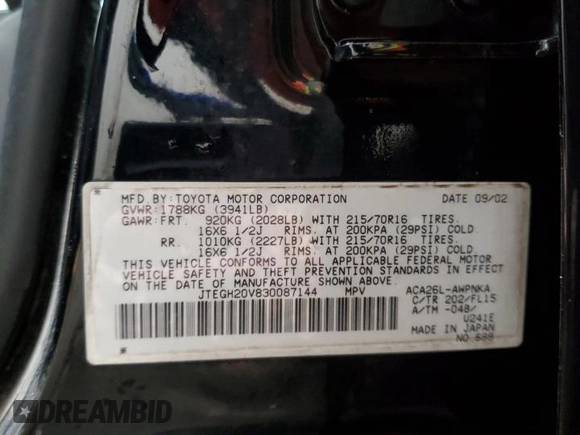 MFD.BY:TOYOTA MOTOR CORPORATION DATE 09/02
GVWR:1788KG (3941LB)
GAWR:FRT. 920KG (2028LB) WITH 215/70R16 TIRES.
16X6 1/2J RIMS. AT 200KPA (29PSI) COLD.
RR. 1010KG (2227LB) WITH 215/70R16 TIRES.
16X6 1/2J RIMS. AT 200KPA (29PSI) COLD.
THIS VEHICLE CONFORMS TO ALL APPLICABLE FEDERAL MOTOR
VEHICLE SAFETY AND THEFT PREVENTION STANDARDS IN EFFECT
ON THE DATE OF MANUFACTURE SHOWN ABOVE.
JTEGH20V830087144 MPV ACA26L-AWPNKA
C/TR 202/FL15
A/TM -04B/
U241E
MADE IN JAPAN
NO 588
DREAMBID